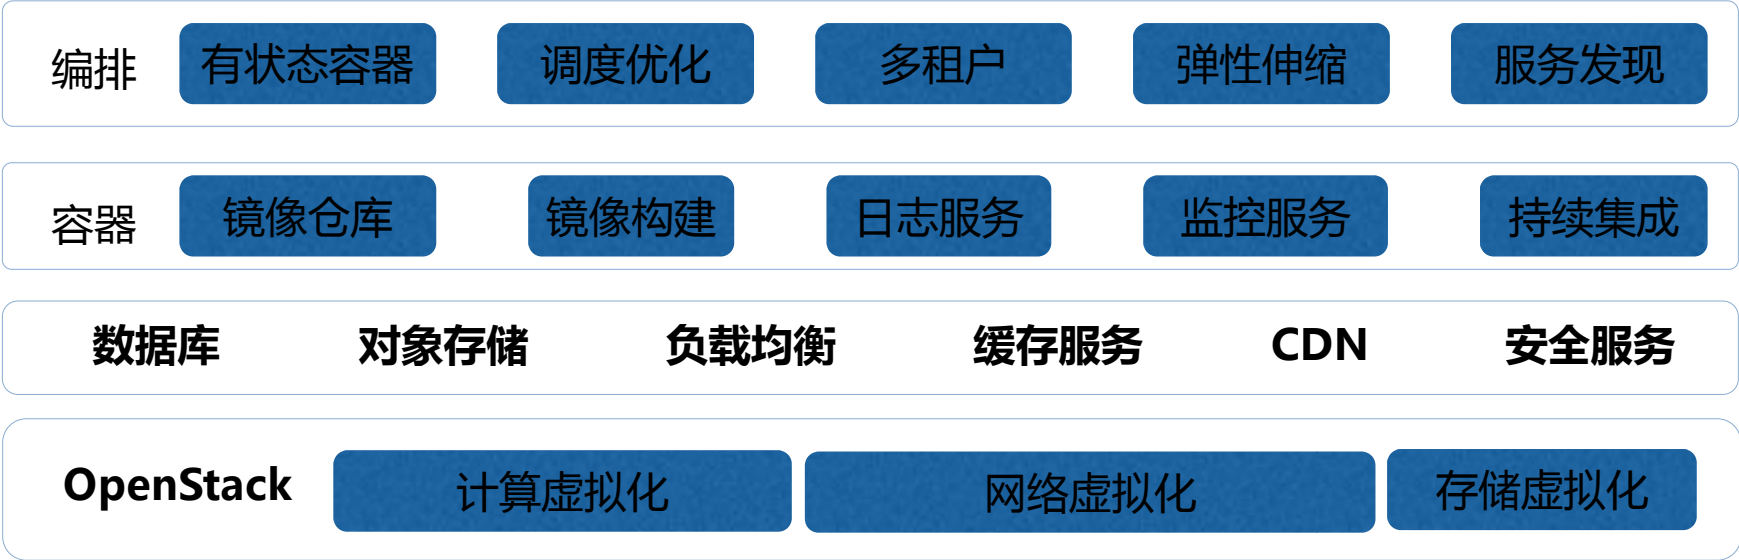 编排 有状态容器 调度优化 多租户 弹性伸缩 服务发现
容器 镜像仓库 镜像构建 日志服务 监控服务 持续集成
数据库 对象存储 负载均衡 缓存服务 CDN 安全服务
OpenStack 计算虚拟化 网络虚拟化 存储虚拟化